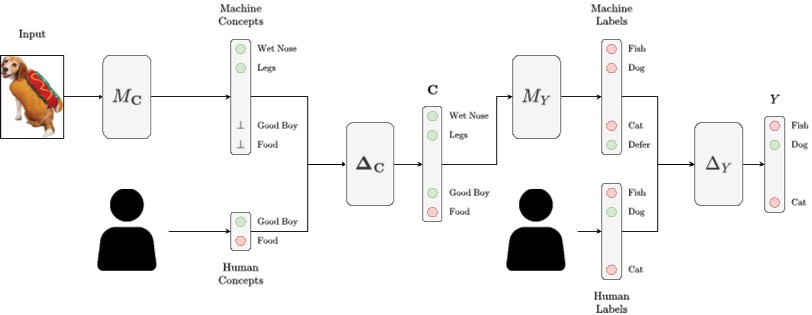 Input
M_C
Machine
Concepts
Wet Nose
Legs
⊥ Good Boy
⊥ Food
Good Boy
Food
Human
Concepts
Δ_C
C
Wet Nose
Legs
Good Boy
Food
M_Y
Machine
Labels
Fish
Dog
Cat
Defer
Fish
Dog
Cat
Human
Labels
Δ_Y
Y
Fish
Dog
Cat